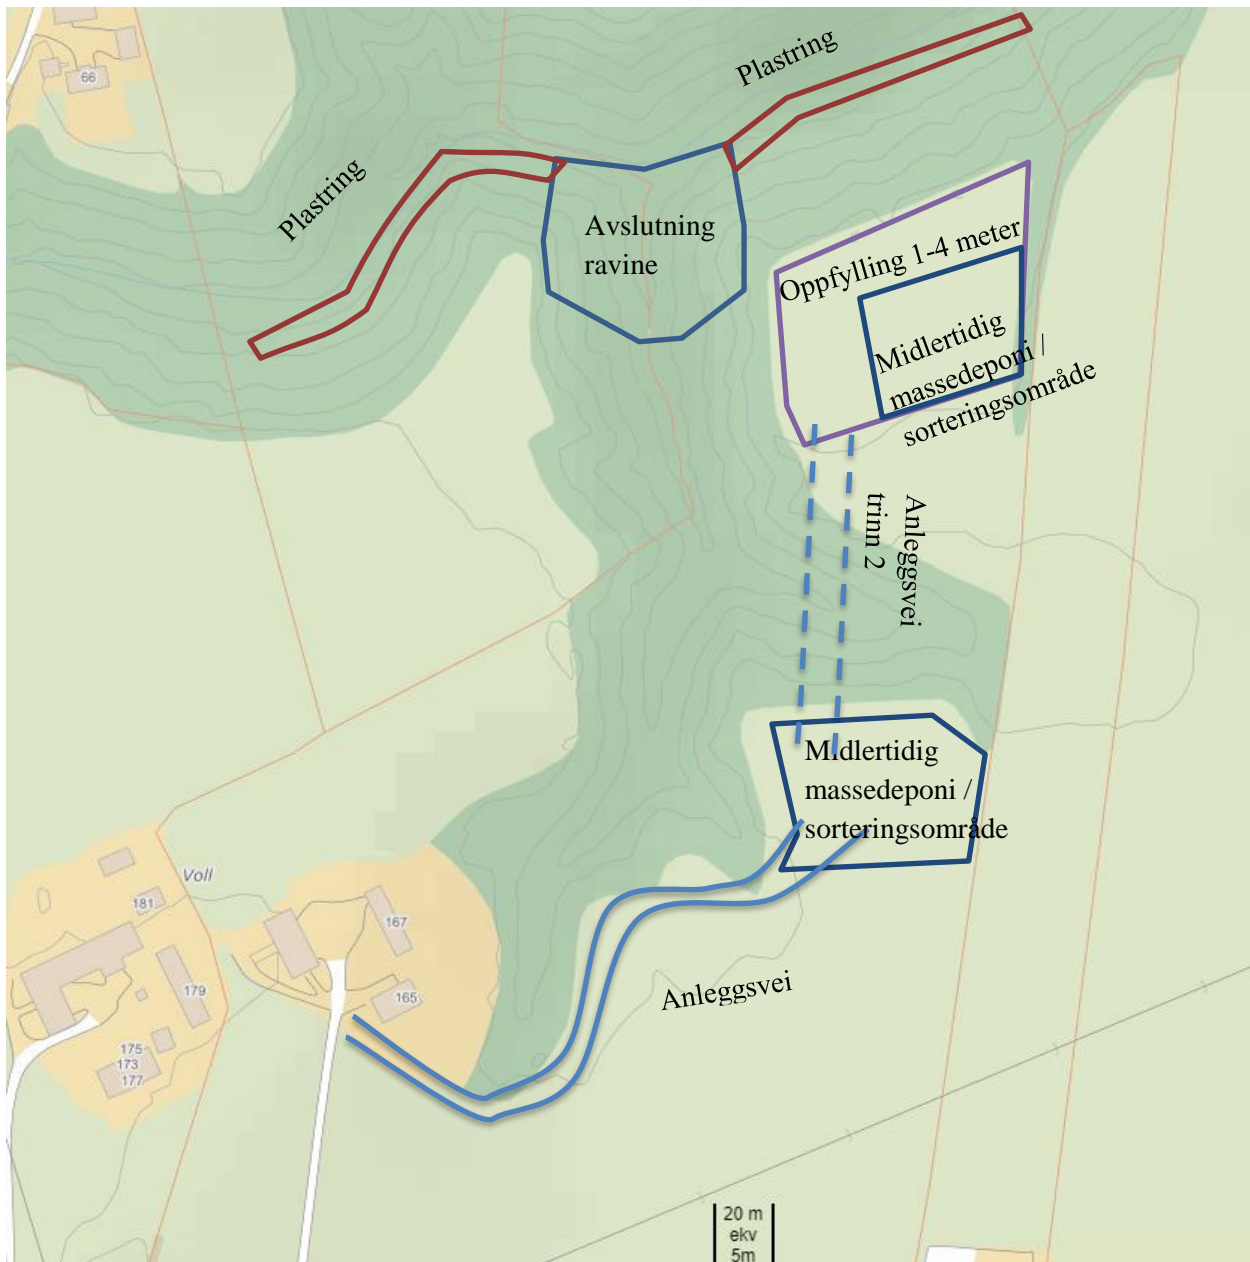 Plastring
66
Plastring
Avslutning
ravine
Oppfylling 1-4 meter
Midlertidig
massedeponi /
sorteringsområde
Anleggsvei
trinn 2
Midlertidig
massedeponi /
sorteringsområde
Voll
181
167
179
165
Anleggsvei
175
173
177
20 m
ekv
5m